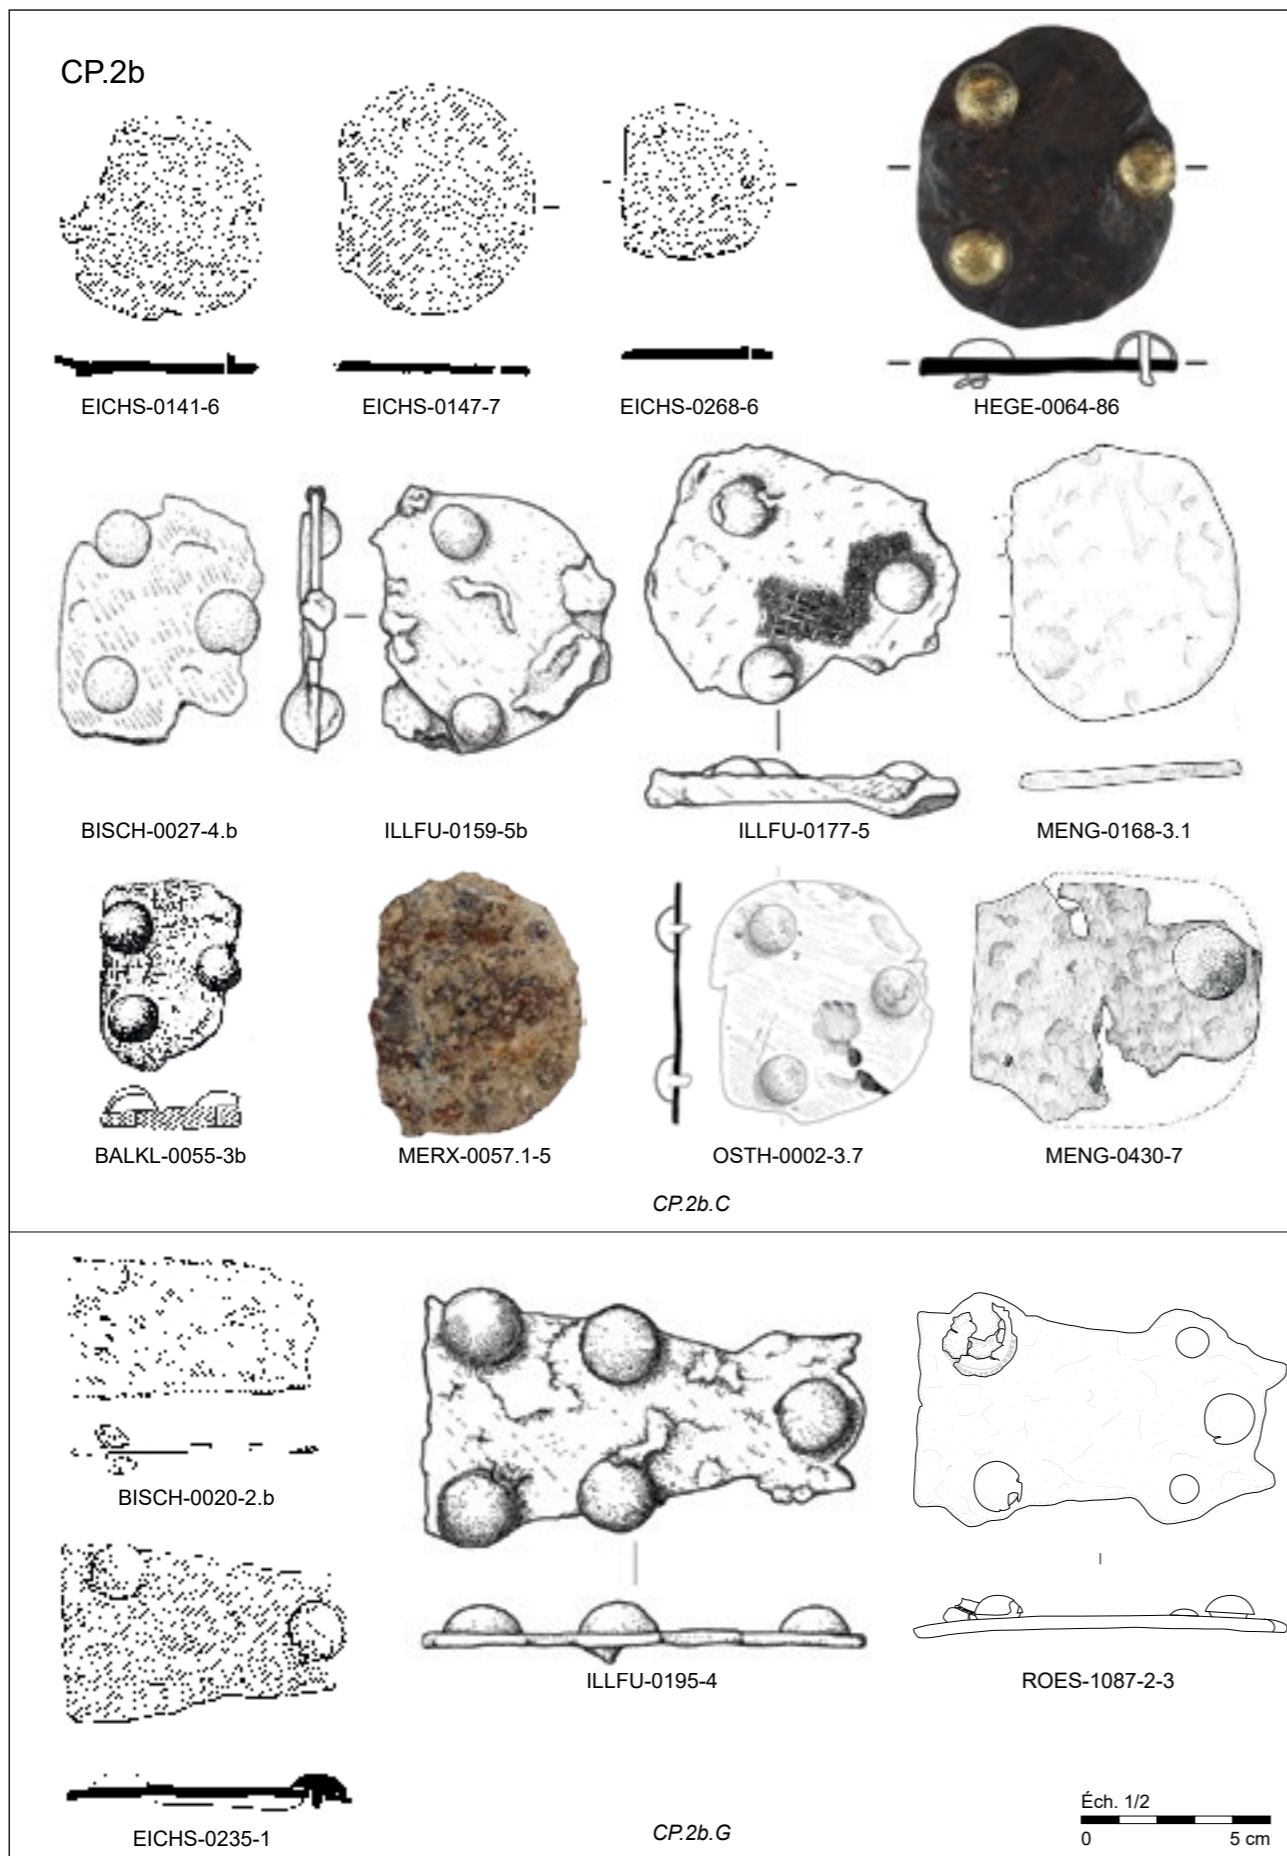 CP.2b
EICHS-0141-6
EICHS-0147-7
EICHS-0268-6
HEGE-0064-86
BISCH-0027-4.b
ILLFU-0159-5b
ILLFU-0177-5
MENG-0168-3.1
BALKL-0055-3b
MERX-0057.1-5
OSTH-0002-3.7
MENG-0430-7
CP.2b.C
BISCH-0020-2.b
ILLFU-0195-4
ROES-1087-2-3
EICHS-0235-1
CP.2b.G
Éch. 1/2
0 5 cm